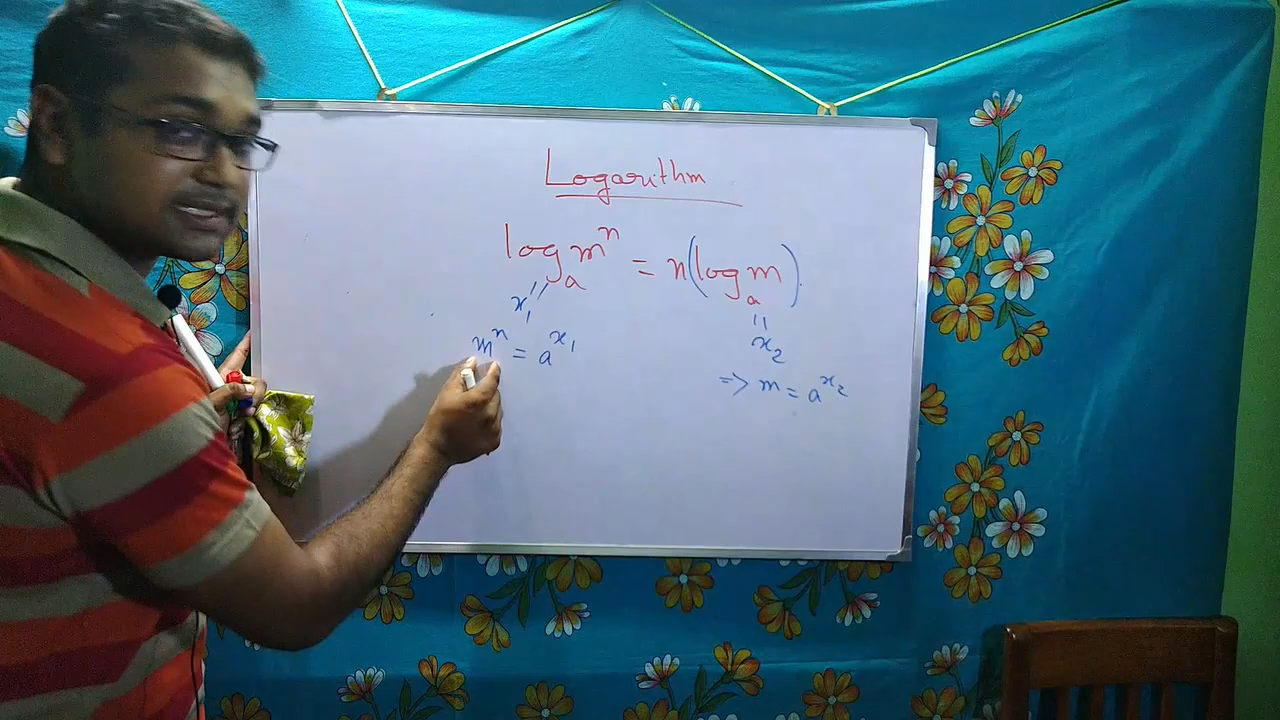 Logarithm
log_a m^n = n(log_a m)
x_1
m^n = a^{x_1}
x_2
=> m = a^{x_2}